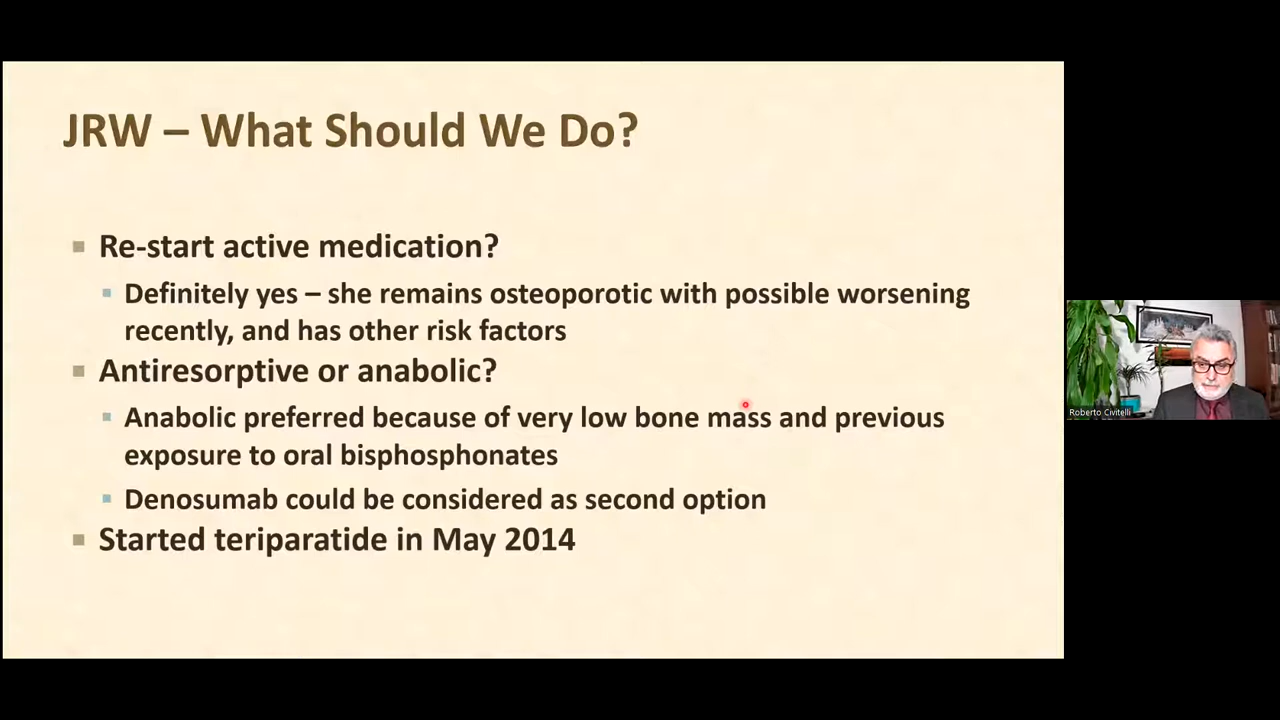 JRW – What Should We Do?
Re-start active medication?
Definitely yes – she remains osteoporotic with possible worsening
recently, and has other risk factors
Antiresorptive or anabolic?
Anabolic preferred because of very low bone mass and previous
exposure to oral bisphosphonates
Denosumab could be considered as second option
Started teriparatide in May 2014
Roberto Civitelli